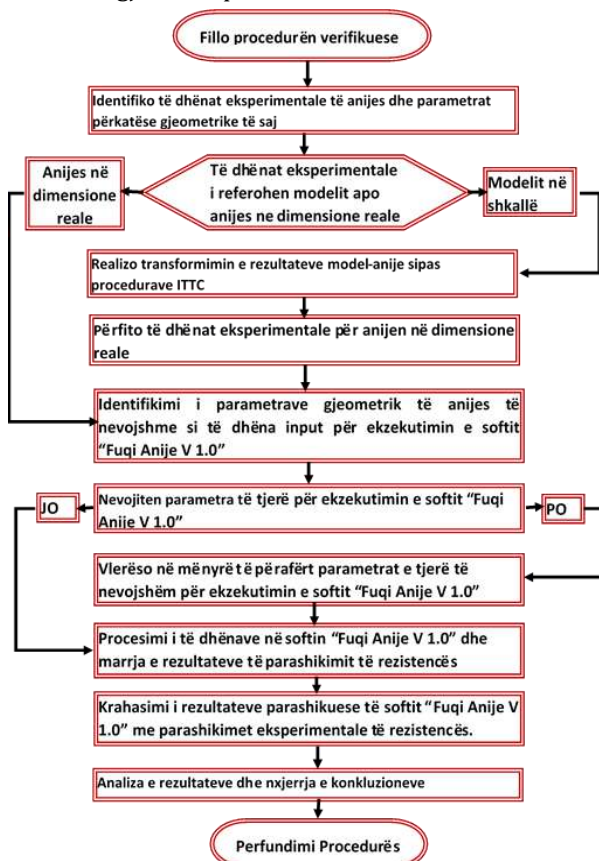 Fillo procedurën verifikuese
Identifiko të dhënat eksperimentale të anijes dhe parametrat
përkatëse gjeometrike të saj
Anijes në
dimensione
reale
Të dhënat eksperimentale
i referohen modelit apo
anijes ne dimensione reale
Modelit në
shkallë
Realizo transformimin e rezultateve model-anije sipas
procedurave ITTC
Përfito të dhënat eksperimentale për anijen në dimensione
reale
Identifikimi i parametrave gjeometrik të anijes të
nevojshme si të dhëna input për ekzekutimin e softit
“Fuqi Anije V 1.0”
JO
Nevojiten parametra të tjerë për ekzekutimin e softit “Fuqi
Anije V 1.0”
PO
Vlerëso në mënyrë të përafërt parametrat e tjerë të
nevojshëm për ekzekutimin e softit “Fuqi Anije V 1.0”
Procesimi i të dhënave në softin “Fuqi Anije V 1.0” dhe
marrja e rezultateve të parashikimit të rezistencës
Krahasimi i rezultateve parashikuese të softit “Fuqi Anije V
1.0” me parashikimet eksperimentale të rezistencës.
Analiza e rezultateve dhe nxjerrja e konkluzioneve
Perfundimi Procedurës